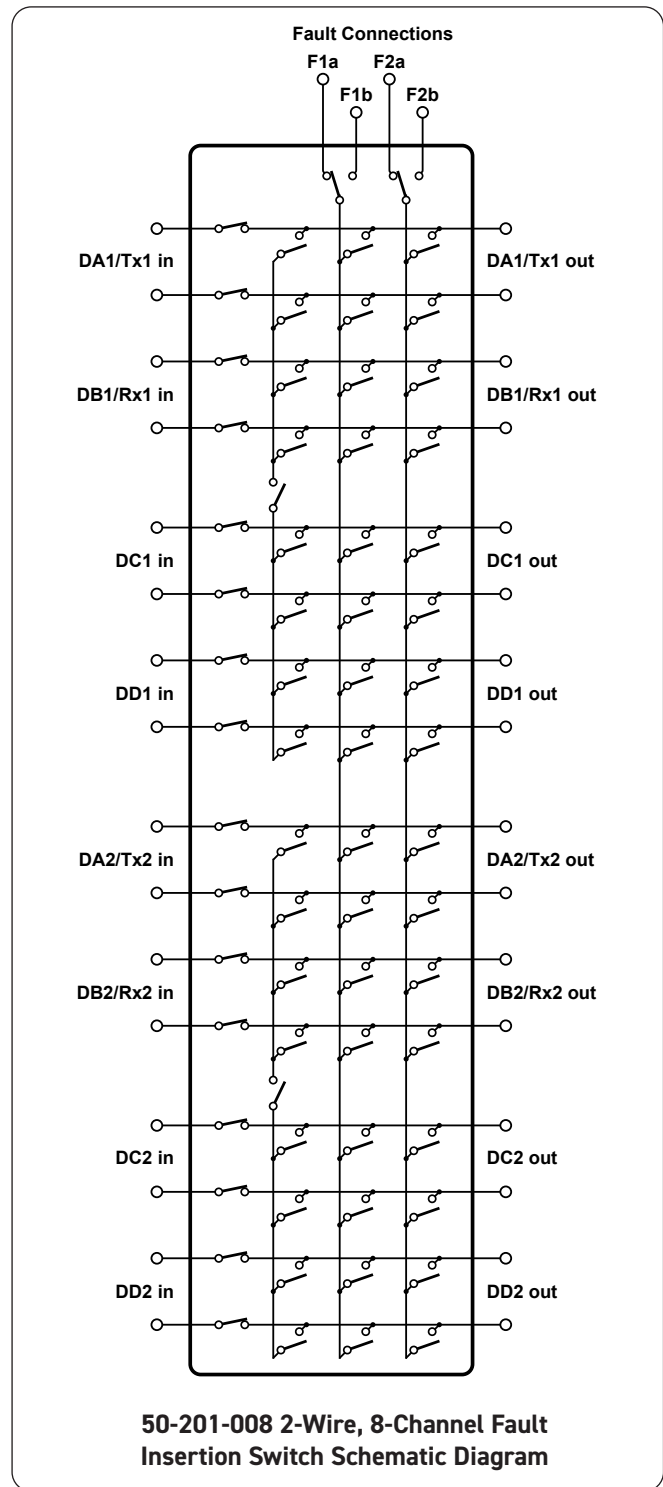 Fault Connections
F1a F2a
F1b F2b
DA1/Tx1 in DA1/Tx1 out
DB1/Rx1 in DB1/Rx1 out
DC1 in DC1 out
DD1 in DD1 out
DA2/Tx2 in DA2/Tx2 out
DB2/Rx2 in DB2/Rx2 out
DC2 in DC2 out
DD2 in DD2 out
50-201-008 2-Wire, 8-Channel Fault
Insertion Switch Schematic Diagram